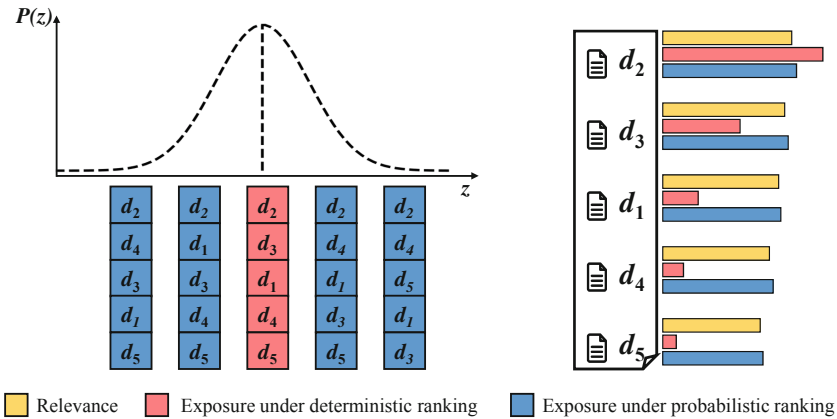 P(z)
z
d2 d2 d2 d2 d2
d4 d1 d3 d4 d4
d3 d3 d1 d1 d5
d1 d4 d4 d3 d1
d5 d5 d5 d5 d3
d2
d3
d1
d4
d5
Relevance Exposure under deterministic ranking Exposure under probabilistic ranking